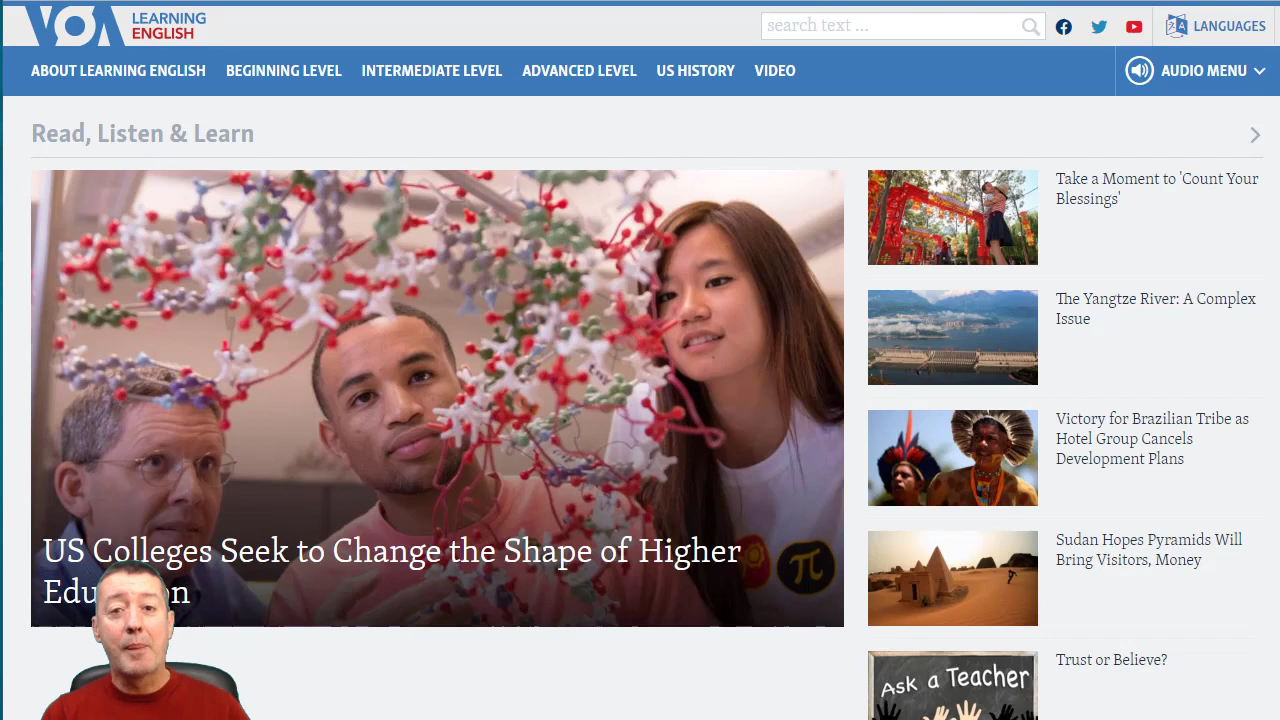 VOA LEARNING
ENGLISH
search text ...
LANGUAGES
ABOUT LEARNING ENGLISH BEGINNING LEVEL INTERMEDIATE LEVEL ADVANCED LEVEL US HISTORY VIDEO AUDIO MENU
Read, Listen & Learn
US Colleges Seek to Change the Shape of Higher
Edu on
π
Take a Moment to 'Count Your
Blessings'
The Yangtze River: A Complex
Issue
Victory for Brazilian Tribe as
Hotel Group Cancels
Development Plans
Sudan Hopes Pyramids Will
Bring Visitors, Money
Ask a Teacher
Trust or Believe?